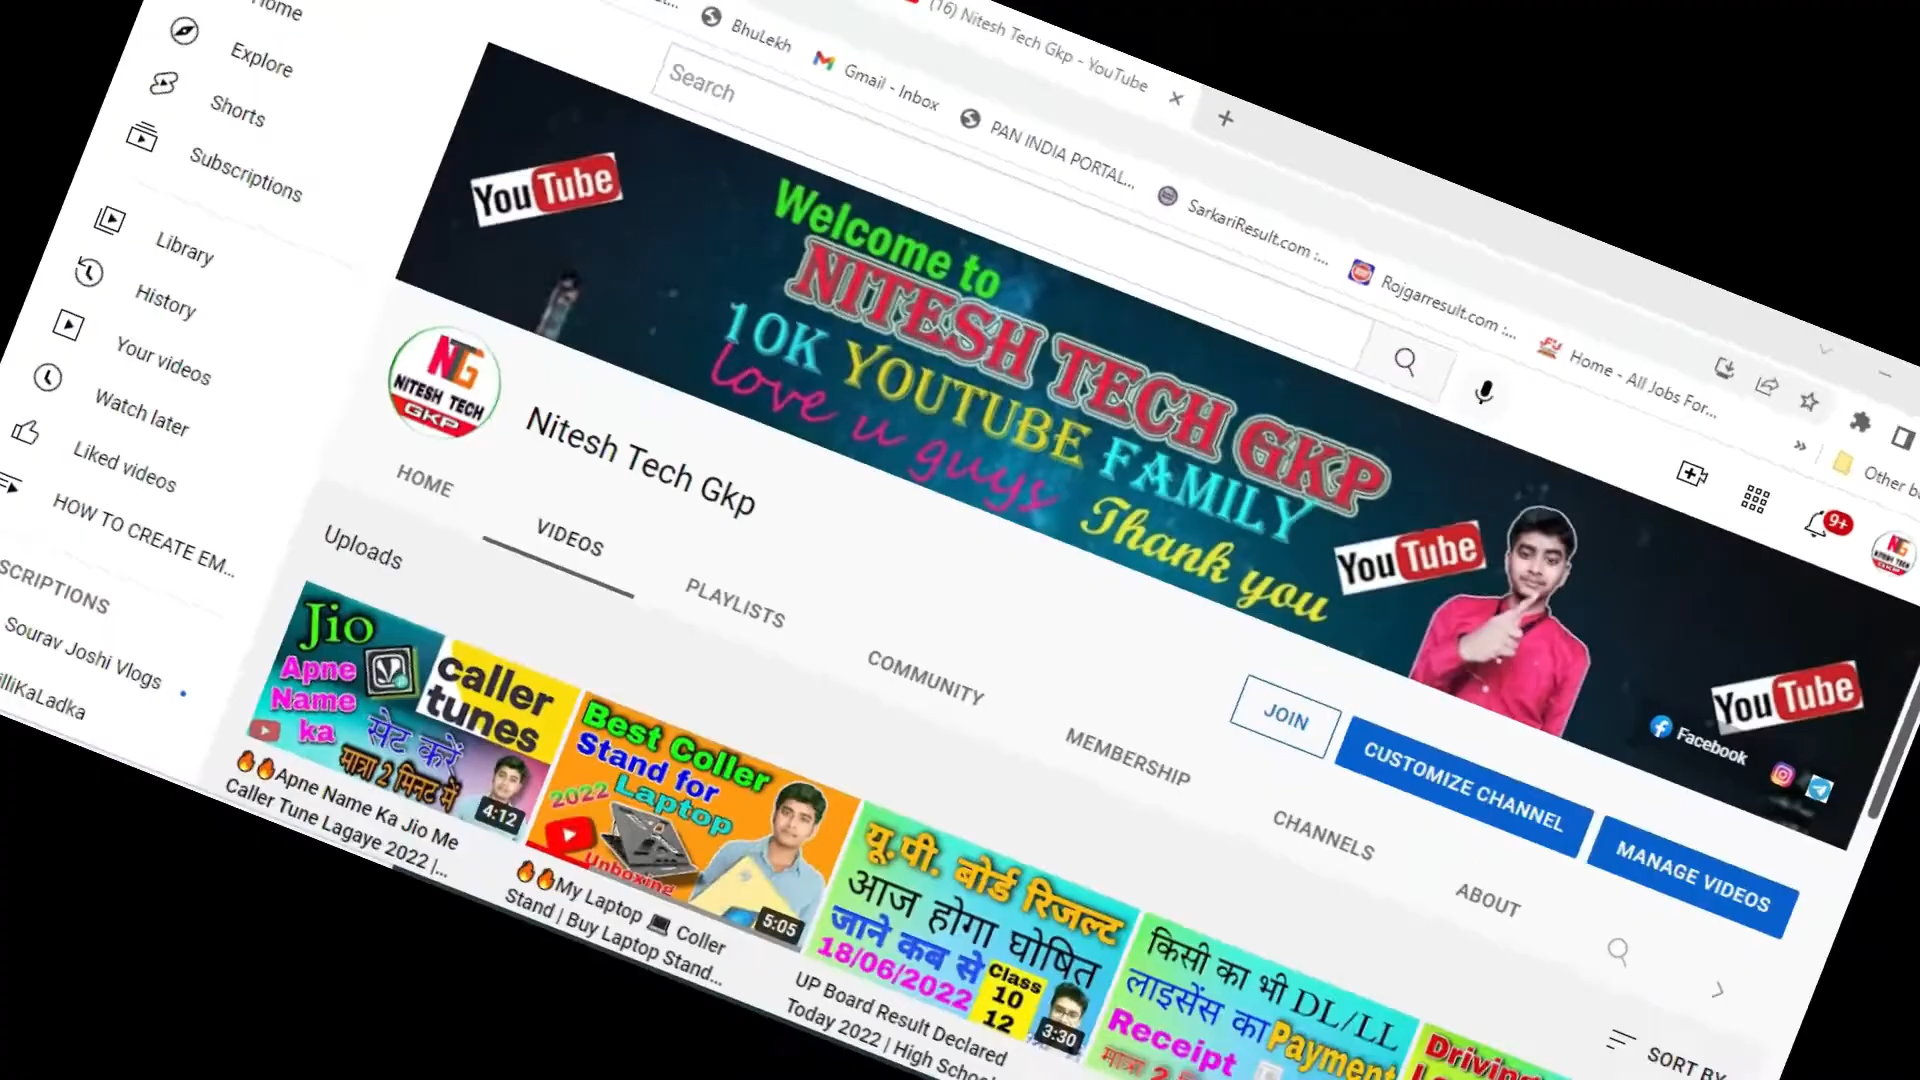 (16) Nitesh Tech Gkp - YouTube
BhuLekh
Gmail - Inbox
PAN INDIA PORTAL...
SarkariResult.com :...
Rojgarresult.com :...
Home - All Jobs For...
Other b
Search
9+
Home
Explore
Shorts
Subscriptions
Library
History
Your videos
Watch later
Liked videos
HOW TO CREATE EM...
SCRIPTIONS
Sourav Joshi Vlogs
illiKaLadka
YouTube
Welcome to
NITESH TECH GKP
10K YOUTUBE FAMILY
love u guys
Thank you
YouTube
YouTube
Facebook
NTG
NITESH TECH
GKP
Nitesh Tech Gkp
JOIN
CUSTOMIZE CHANNEL
MANAGE VIDEOS
HOME
VIDEOS
PLAYLISTS
COMMUNITY
MEMBERSHIP
CHANNELS
ABOUT
Uploads
SORT BY
Jio
Apne
Name
ka
caller
tunes
सेट करें
मात्रा 2 मिनट में
4:12
🔥🔥Apne Name Ka Jio Me
Caller Tune Lagaye 2022 |...
Best Coller
Stand for
2022 Laptop
Unboxing
5:05
🔥🔥My Laptop 💻 Coller
Stand | Buy Laptop Stand...
यू.पी. बोर्ड रिजल्ट
आज होगा घोषित
जाने कब से
18/06/2022
Class
10
12
3:30
UP Board Result Declared
Today 2022 | High School
किसी का भी DL/LL
लाइसेंस का Payment
Receipt
मात्रा 2
Driving